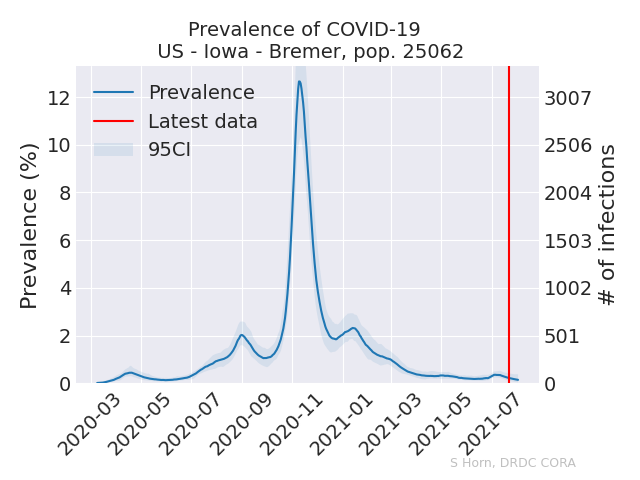 Prevalence of COVID-19
US - Iowa - Bremer, pop. 25062
Prevalence
Latest data
95CI
Prevalence (%)
12
10
8
6
4
2
0
3007
2506
2004
1503
1002
501
0
# of infections
2020-03
2020-05
2020-07
2020-09
2020-11
2021-01
2021-03
2021-05
2021-07
S Horn, DRDC CORA